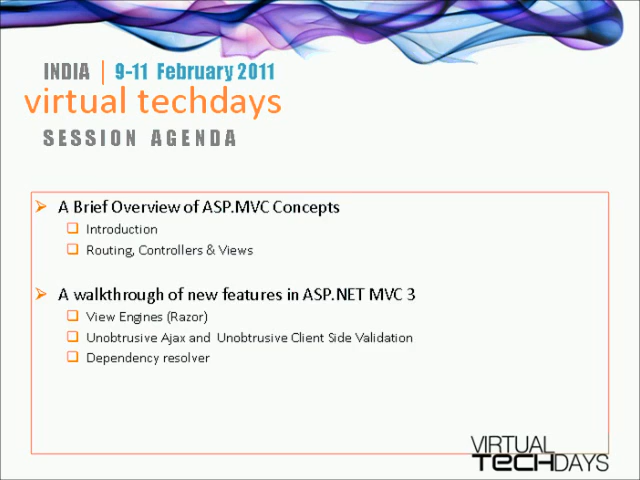 INDIA | 9-11 February 2011
virtual techdays
SESSION AGENDA
A Brief Overview of ASP.MVC Concepts
Introduction
Routing, Controllers & Views
A walkthrough of new features in ASP.NET MVC 3
View Engines (Razor)
Unobtrusive Ajax and Unobtrusive Client Side Validation
Dependency resolver
VIRTUAL
TECHDAYS